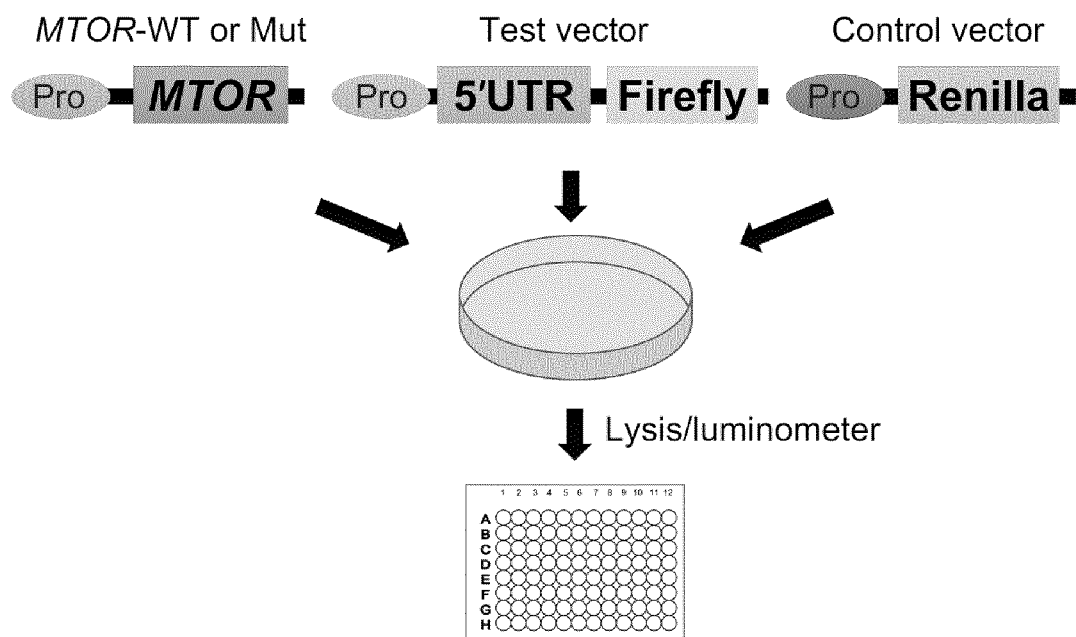 MTOR-WT or Mut
Test vector
Control vector
Pro MTOR
Pro 5'UTR Firefly
Pro Renilla
Lysis/luminometer
1 2 3 4 5 6 7 8 9 10 11 12
A
B
C
D
E
F
G
H